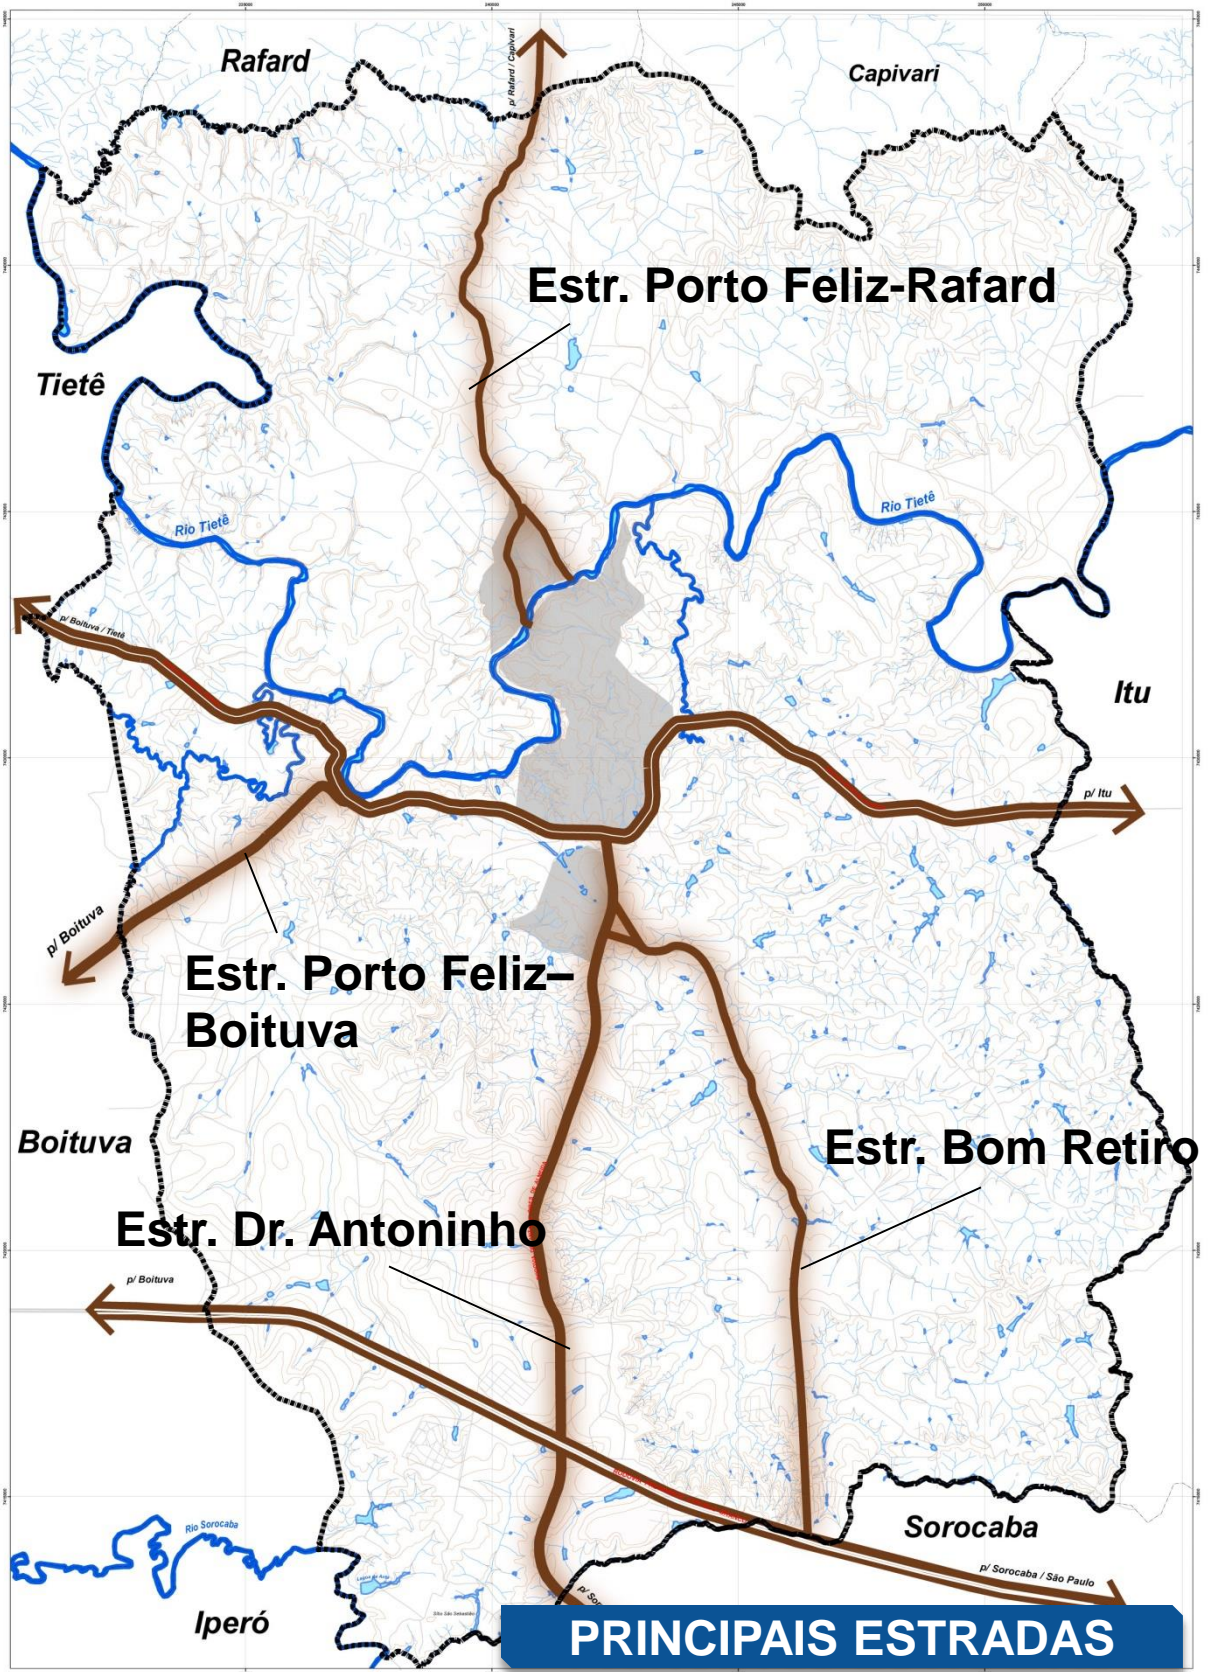 Rafard
p/ Rafard / Capivari
Capivari
Estr. Porto Feliz-Rafard
Tietê
Rio Tietê
Rio Tietê
p/ Boituva / Tietê
Itu
p/ Itu
p/ Boituva
Estr. Porto Feliz–
Boituva
Boituva
Estr. Bom Retiro
Estr. Dr. Antoninho
p/ Boituva
Rio Sorocaba
Sorocaba
p/ Sorocaba / São Paulo
p/ Sor
Iperó
PRINCIPAIS ESTRADAS